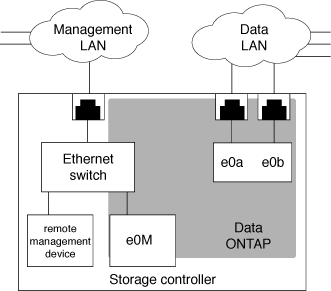 Management
LAN
Data
LAN
Ethernet
switch
e0a
e0b
remote
management
device
e0M
Data
ONTAP
Storage controller